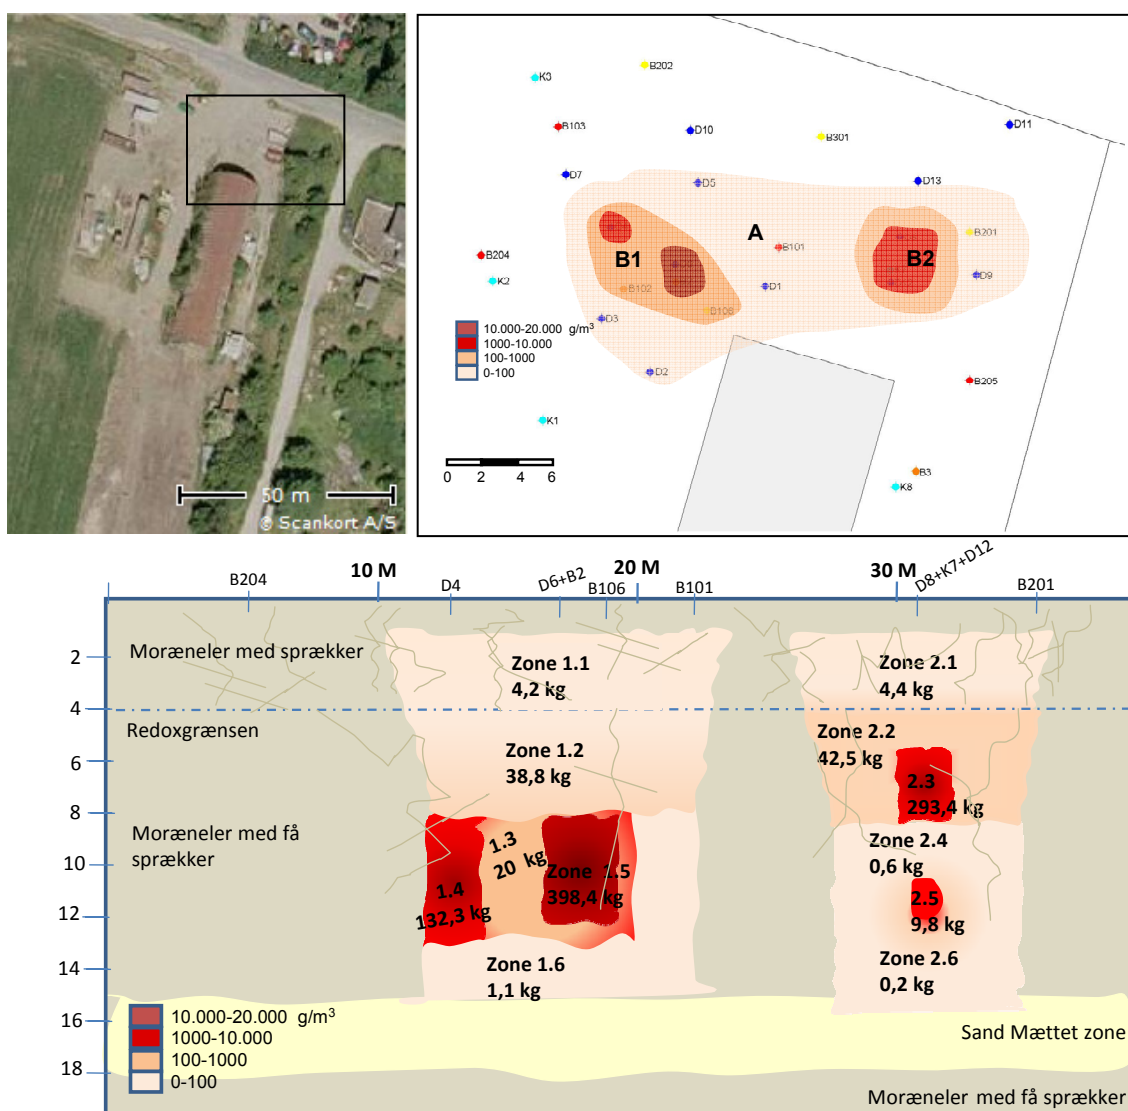 50 m
© Scankort A/S
K3
B202
B103
D10
B301
D11
D7
D5
D13
A
B101
B201
B1
B2
B204
K2
B102
D1
D9
D3
B106
10.000-20.000 g/m³
1000-10.000
100-1000
0-100
D2
B205
K1
0 2 4 6
B3
K8
10 M
20 M
30 M
B204
D4
D6+B2
B106
B101
D8+K7+D12
B201
2
4
6
8
10
12
14
16
18
Moræneler med sprækker
Zone 1.1
4,2 kg
Zone 2.1
4,4 kg
Redoxgrænsen
Zone 1.2
38,8 kg
Zone 2.2
42,5 kg
2.3
293,4 kg
Moræneler med få
sprækker
1.3
20 kg
1.4
132,3 kg
Zone 1.5
398,4 kg
Zone 2.4
0,6 kg
2.5
9,8 kg
Zone 1.6
1,1 kg
Zone 2.6
0,2 kg
10.000-20.000 g/m³
1000-10.000
100-1000
0-100
Sand Mættet zone
Moræneler med få sprækker